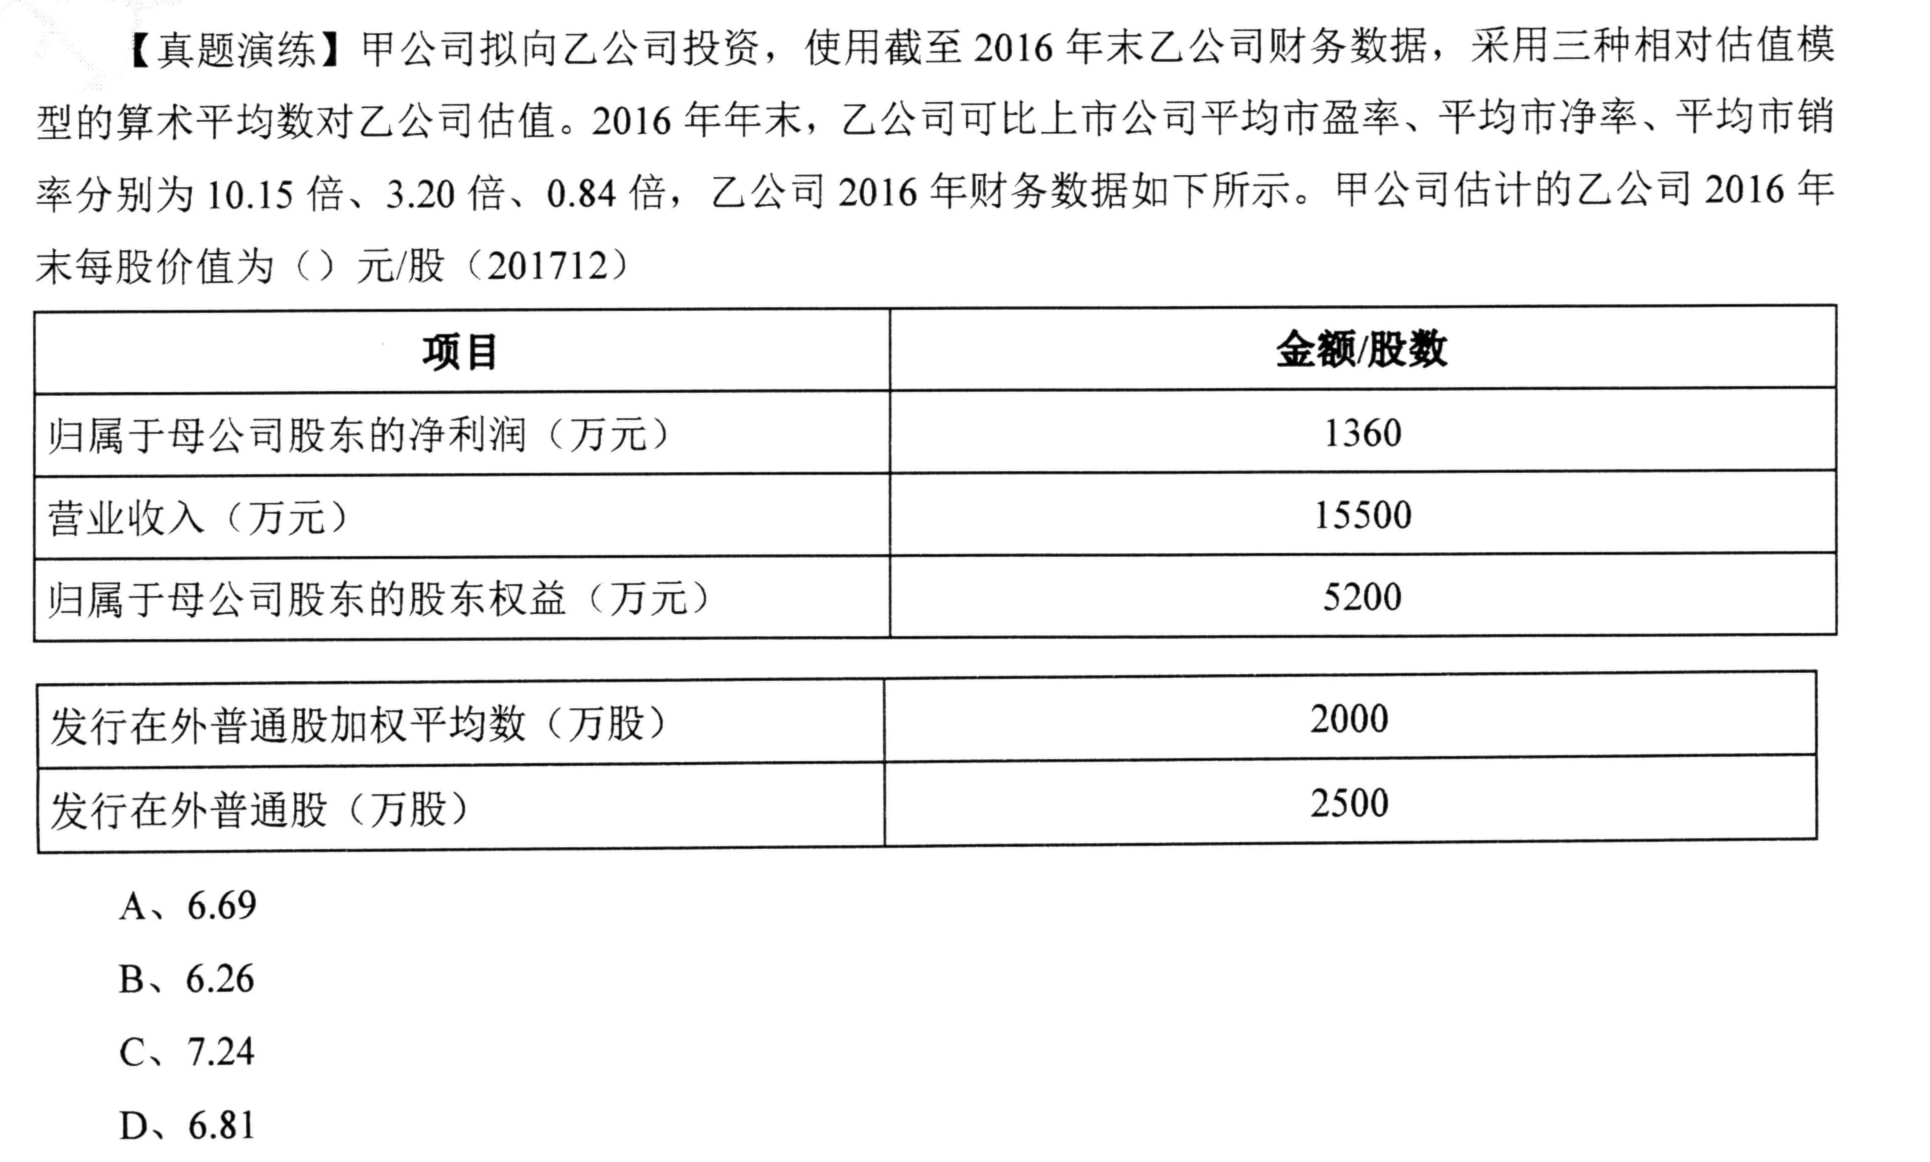 【真题演练】甲公司拟向乙公司投资，使用截至 2016 年末乙公司财务数据，采用三种相对估值模
型的算术平均数对乙公司估值。2016 年年末，乙公司可比上市公司平均市盈率、平均市净率、平均市销
率分别为 10.15 倍、3.20 倍、0.84 倍，乙公司 2016 年财务数据如下所示。甲公司估计的乙公司 2016 年
末每股价值为（）元/股（201712）
项目 金额/股数
归属于母公司股东的净利润（万元） 1360
营业收入（万元） 15500
归属于母公司股东的股东权益（万元） 5200
发行在外普通股加权平均数（万股） 2000
发行在外普通股（万股） 2500
A、6.69
B、6.26
C、7.24
D、6.81